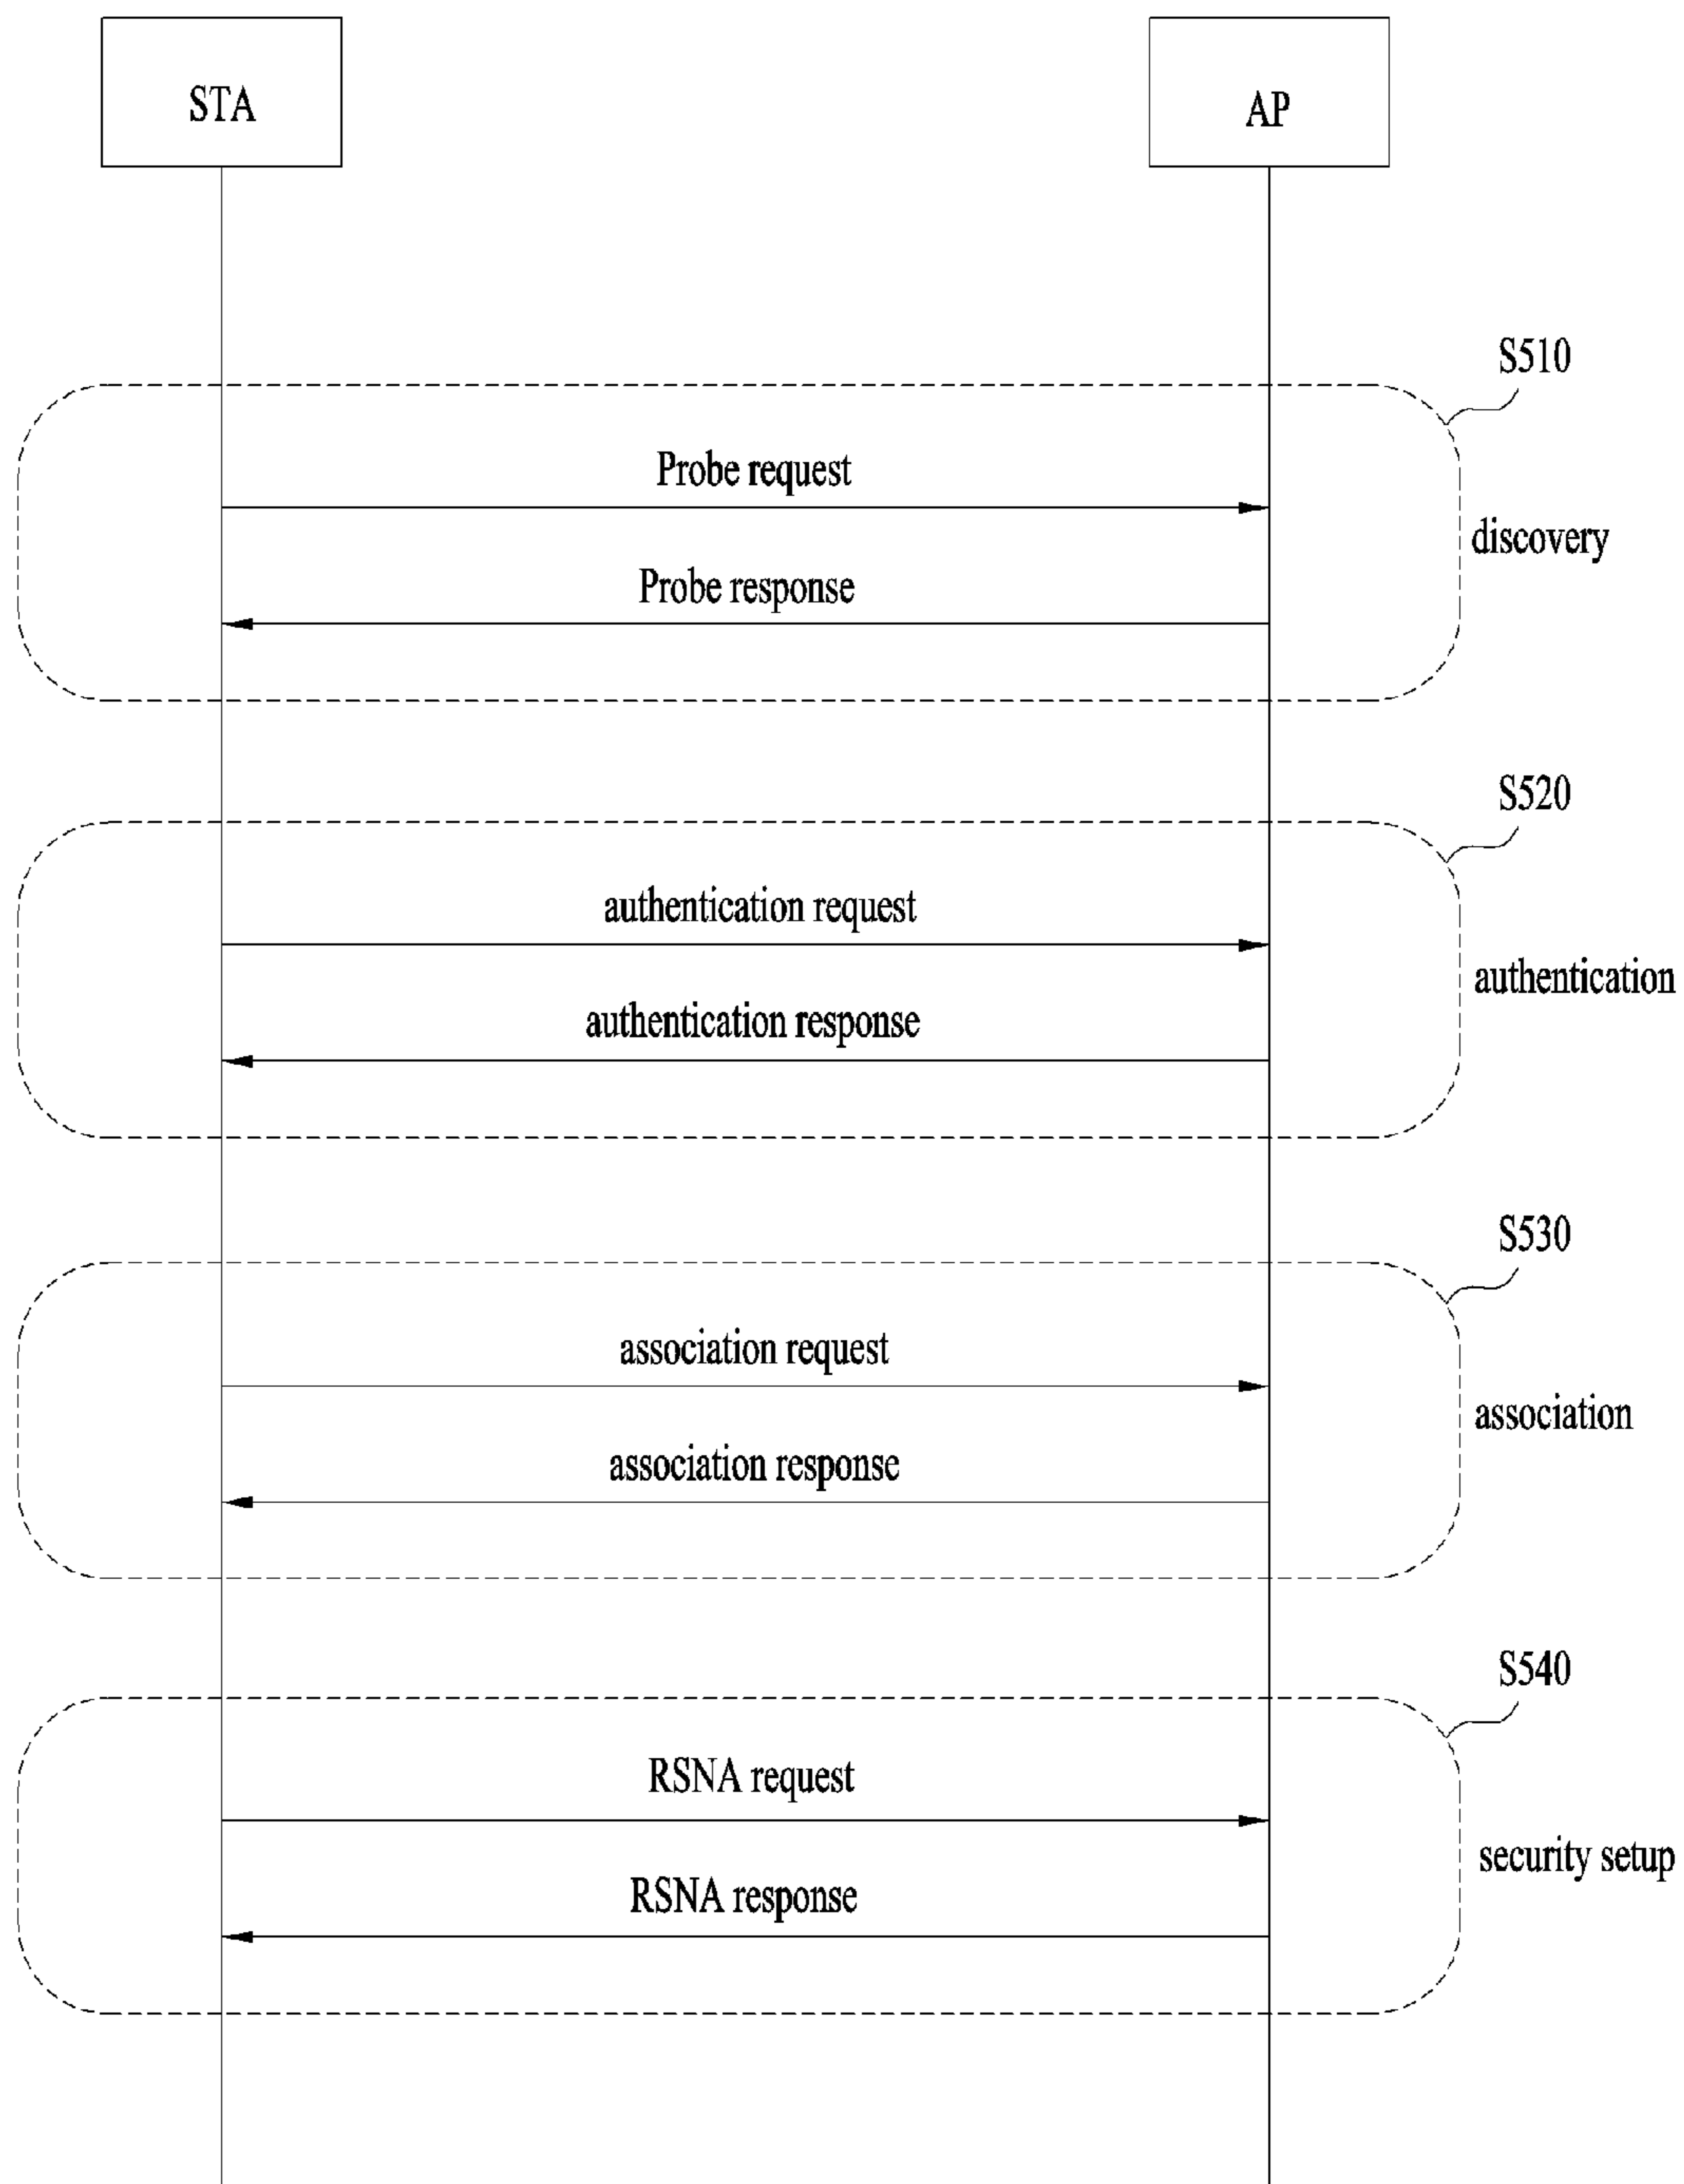 STA
AP
S510
Probe request
discovery
Probe response
S520
authentication request
authentication
authentication response
S530
association request
association
association response
S540
RSNA request
security setup
RSNA response